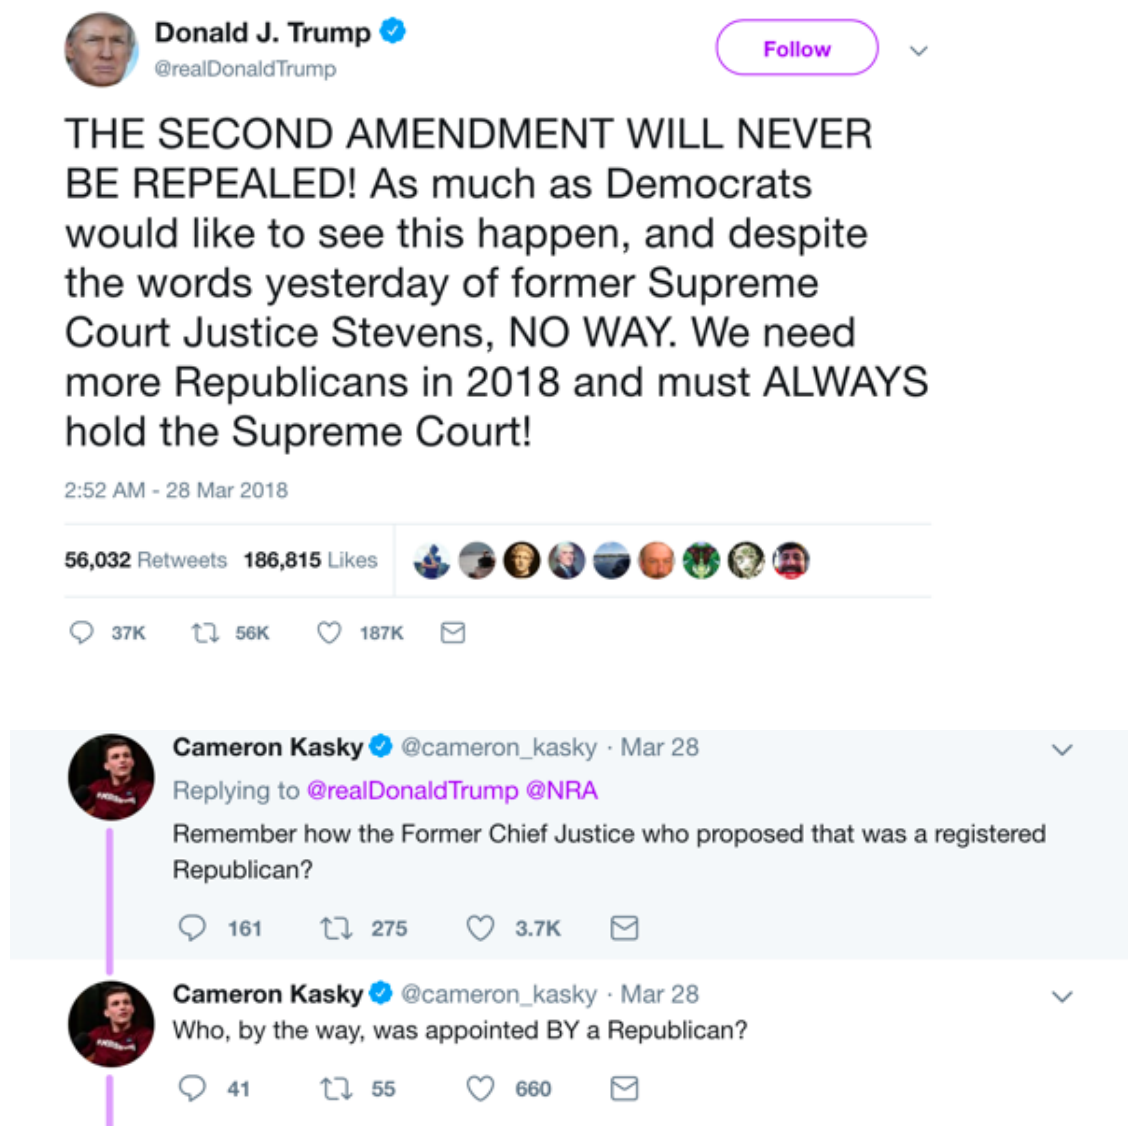 Donald J. Trump
@realDonaldTrump
Follow
THE SECOND AMENDMENT WILL NEVER
BE REPEALED! As much as Democrats
would like to see this happen, and despite
the words yesterday of former Supreme
Court Justice Stevens, NO WAY. We need
more Republicans in 2018 and must ALWAYS
hold the Supreme Court!
2:52 AM - 28 Mar 2018
56,032 Retweets 186,815 Likes
37K 56K 187K
Cameron Kasky @cameron_kasky · Mar 28
Replying to @realDonaldTrump @NRA
Remember how the Former Chief Justice who proposed that was a registered
Republican?
161 275 3.7K
Cameron Kasky @cameron_kasky · Mar 28
Who, by the way, was appointed BY a Republican?
41 55 660